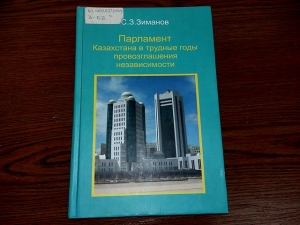 С.З.Зиманов
Парламент
Казахстана в трудные годы
провозглашения
независимости